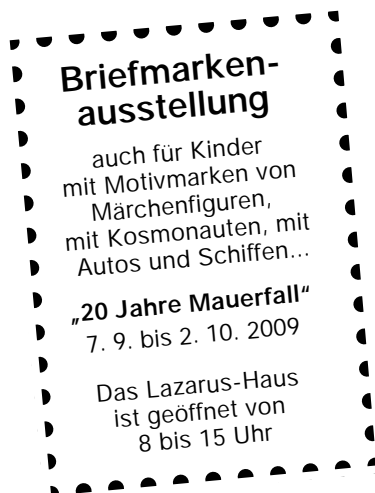 Briefmarken-
ausstellung
auch für Kinder
mit Motivmarken von
Märchenfiguren,
mit Kosmonauten, mit
Autos und Schiffen...
„20 Jahre Mauerfall“
7. 9. bis 2. 10. 2009
Das Lazarus-Haus
ist geöffnet von
8 bis 15 Uhr